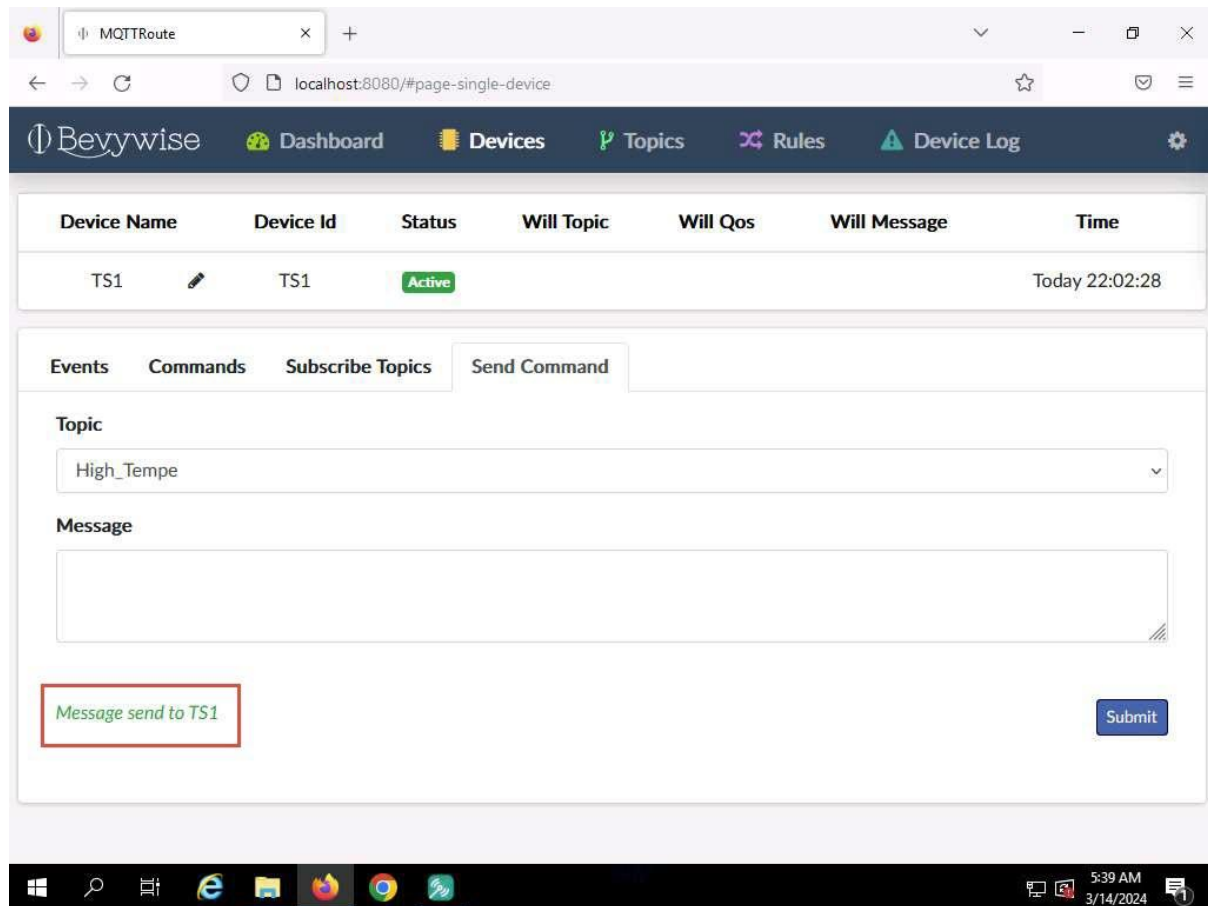 MQTTRoute
localhost:8080/#page-single-device
Bevywise Dashboard Devices Topics Rules Device Log
Device Name Device Id Status Will Topic Will Qos Will Message Time
TS1 TS1 Active Today 22:02:28
Events Commands Subscribe Topics Send Command
Topic
High_Tempe
Message
Message send to TS1
Submit
5:39 AM
3/14/2024
1